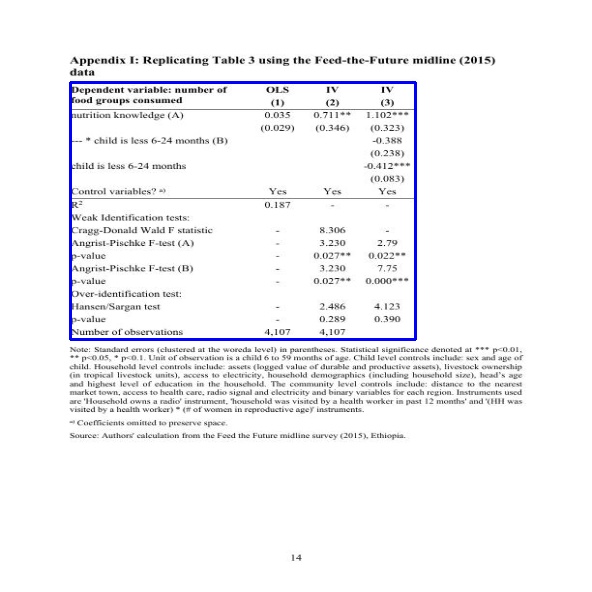 Appendix I: Replicating Table 3 using the Feed-the-Future midline (2015)
data
Dependent variable: number of food groups consumed OLS (1) IV (2) IV (3)
nutrition knowledge (A) 0.035 0.711** 1.102***
(0.029) (0.346) (0.323)
--- * child is less 6-24 months (B) -0.388
(0.238)
child is less 6-24 months -0.412***
(0.083)
Control variables? a) Yes Yes Yes
R2 0.187 - -
Weak Identification tests:
Cragg-Donald Wald F statistic - 8.306 -
Angrist-Pischke F-test (A) - 3.230 2.79
p-value - 0.027** 0.022**
Angrist-Pischke F-test (B) - 3.230 7.75
p-value - 0.027** 0.000***
Over-identification test:
Hansen/Sargan test - 2.486 4.123
p-value - 0.289 0.390
Number of observations 4,107 4,107
Note: Standard errors (clustered at the woreda level) in parentheses. Statistical significance denoted at *** p<0.01,
** p<0.05, * p<0.1. Unit of observation is a child 6 to 59 months of age. Child level controls include: sex and age of
child. Household level controls include: assets (logged value of durable and productive assets), livestock ownership
(in tropical livestock units), access to electricity, household demographics (including household size), head's age
and highest level of education in the household. The community level controls include: distance to the nearest
market town, access to health care, radio signal and electricity and binary variables for each region. Instruments used
are 'Household owns a radio' instrument, 'household was visited by a health worker in past 12 months' and '(HH was
visited by a health worker) * (# of women in reproductive age)' instruments.
a) Coefficients omitted to preserve space.
Source: Authors' calculation from the Feed the Future midline survey (2015), Ethiopia.
14